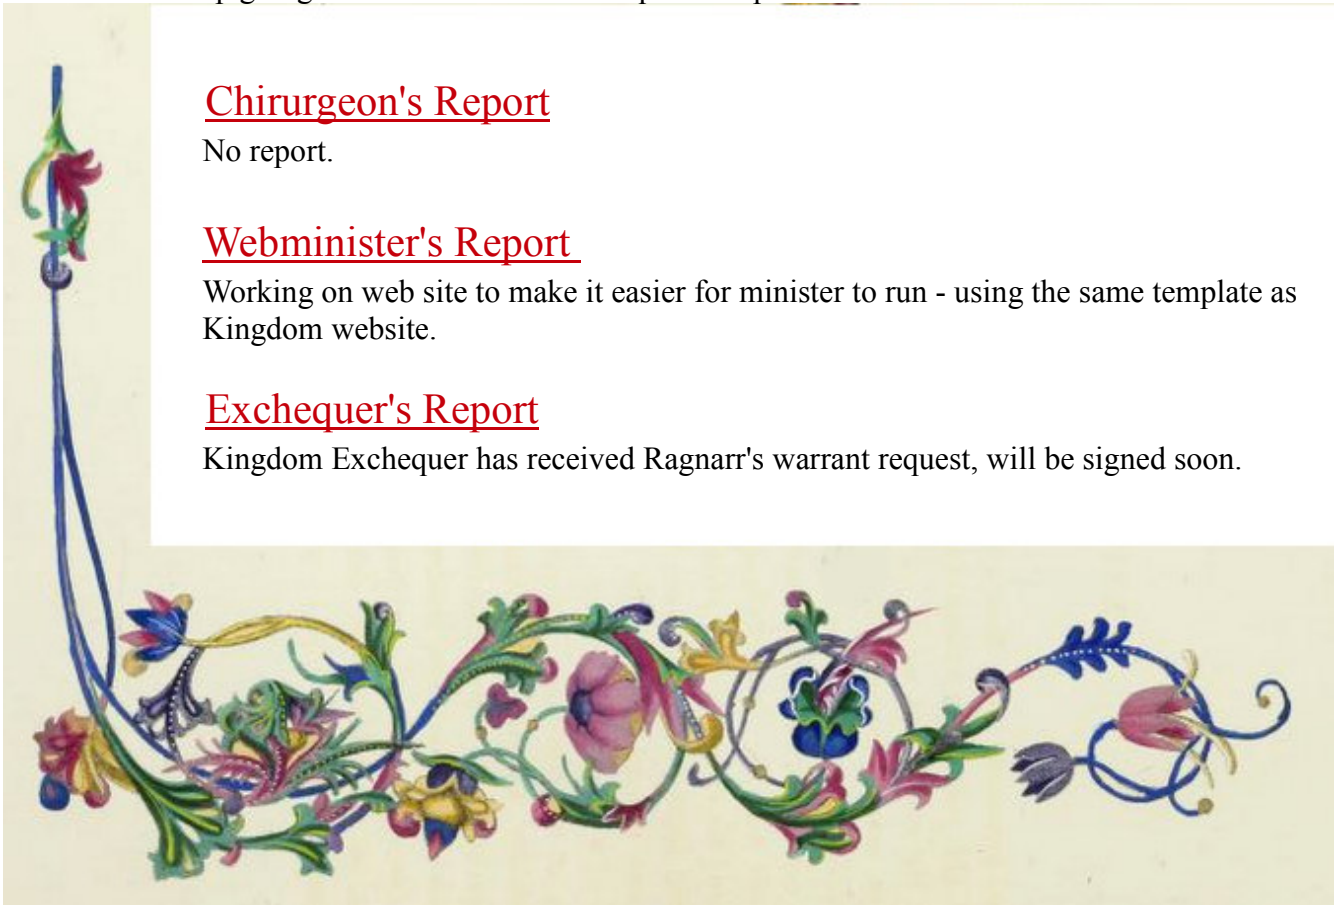 Chirurgeon's Report
No report.
Webminister's Report
Working on web site to make it easier for minister to run - using the same template as
Kingdom website.
Exchequer's Report
Kingdom Exchequer has received Ragnarr's warrant request, will be signed soon.